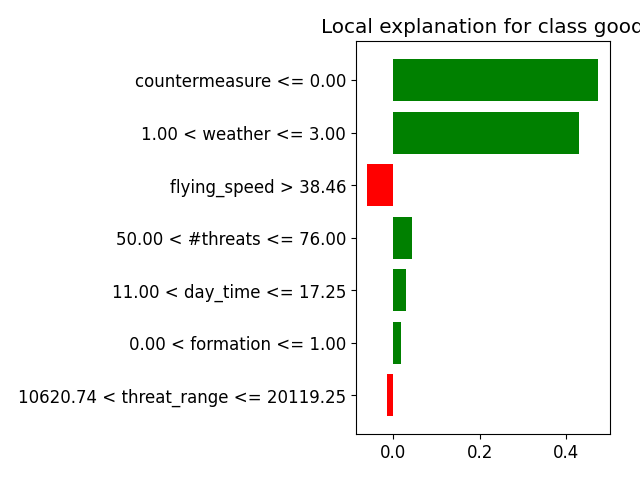 Local explanation for class good
countermeasure <= 0.00
1.00 < weather <= 3.00
flying_speed > 38.46
50.00 < #threats <= 76.00
11.00 < day_time <= 17.25
0.00 < formation <= 1.00
10620.74 < threat_range <= 20119.25
0.0 0.2 0.4